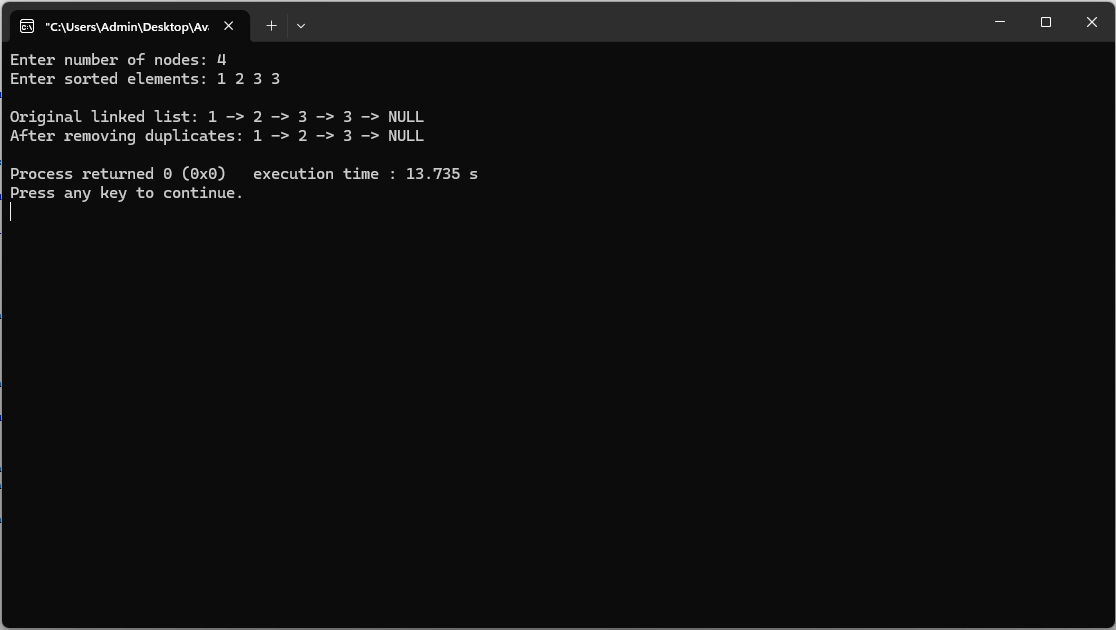 "C:\Users\Admin\Desktop\Av
Enter number of nodes: 4
Enter sorted elements: 1 2 3 3
Original linked list: 1 -> 2 -> 3 -> 3 -> NULL
After removing duplicates: 1 -> 2 -> 3 -> NULL
Process returned 0 (0x0)   execution time : 13.735 s
Press any key to continue.